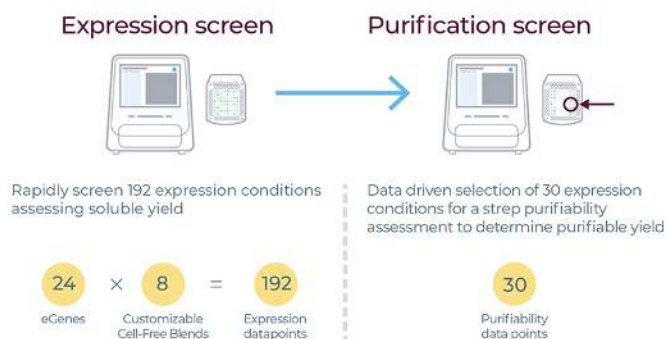 Expression screen
Purification screen
Rapidly screen 192 expression conditions
assessing soluble yield
Data driven selection of 30 expression
conditions for a strep purifiability
assessment to determine purifiable yield
24 × 8 = 192
eGenes
Customizable
Cell-Free Blends
Expression
datapoints
30
Purifiability
data points